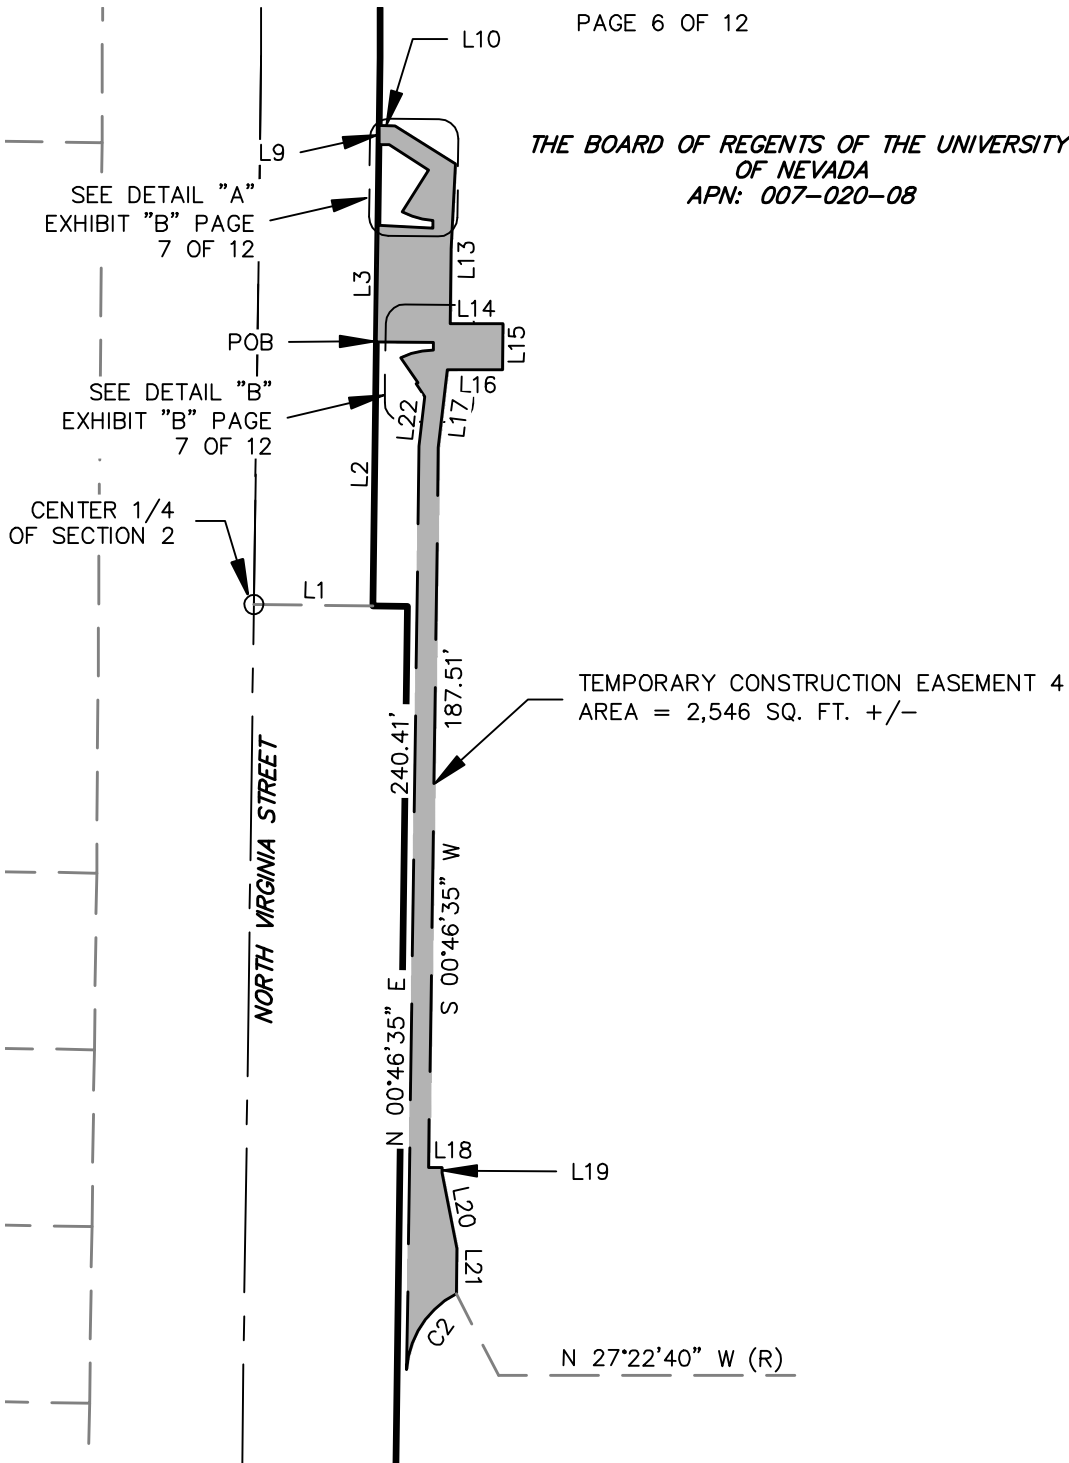 PAGE 6 OF 12
L10
THE BOARD OF REGENTS OF THE UNIVERSITY
OF NEVADA
APN: 007-020-08
L9
SEE DETAIL "A"
EXHIBIT "B" PAGE
7 OF 12
L3
L13
L14
L15
POB
L16
SEE DETAIL "B"
EXHIBIT "B" PAGE
7 OF 12
L22
L17
L2
CENTER 1/4
OF SECTION 2
L1
TEMPORARY CONSTRUCTION EASEMENT 4
AREA = 2,546 SQ. FT. +/-
187.51'
240.41'
NORTH VIRGINIA STREET
S 00°46'35" W
N 00°46'35" E
L18
L19
L20
L21
C2
N 27°22'40" W (R)